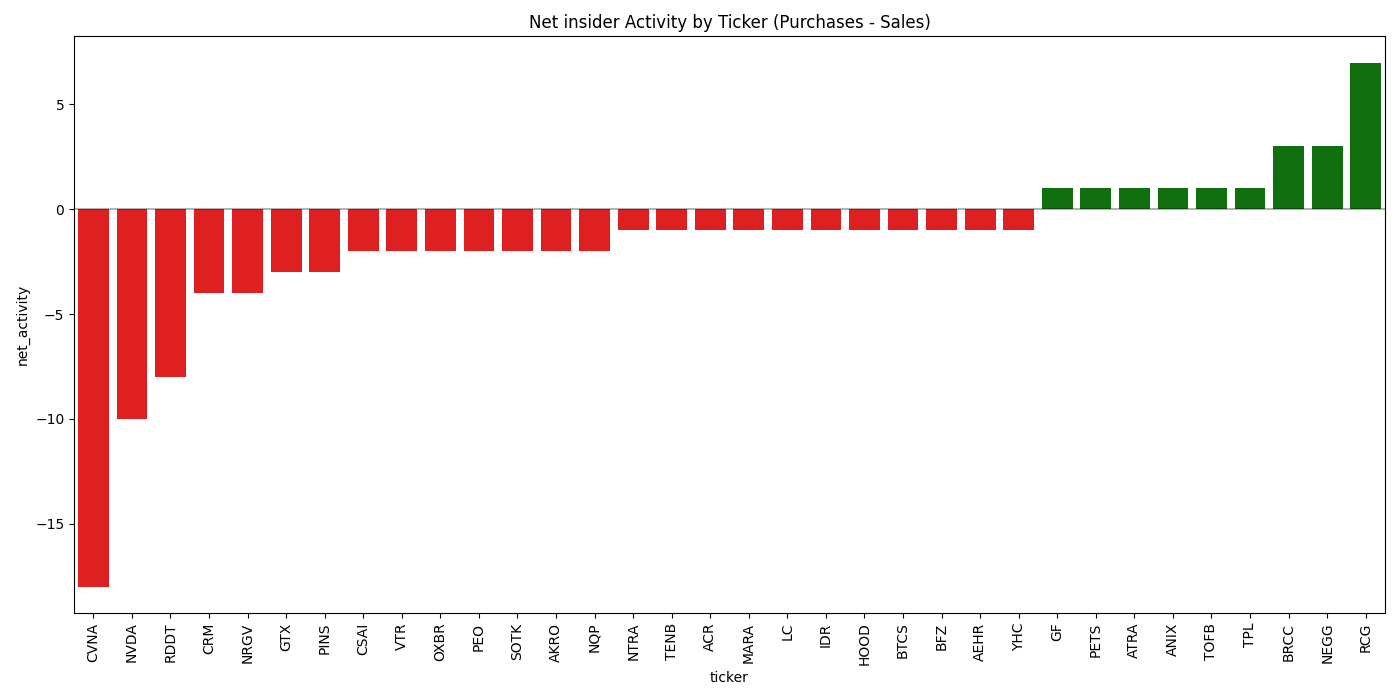 Net insider Activity by Ticker (Purchases - Sales)
net_activity
5
0
−5
−10
−15
CVNA
NVDA
RDDT
CRM
NRGV
GTX
PINS
CSAI
VTR
OXBR
PEO
SOTK
AKRO
NQP
NTRA
TENB
ACR
MARA
LC
IDR
HOOD
BTCS
BFZ
AEHR
YHC
GF
PETS
ATRA
ANIX
TOFB
TPL
BRCC
NEGG
RCG
ticker